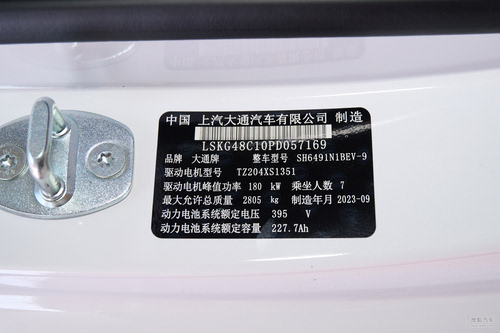 中国 上汽大通汽车有限公司 制造
LSKG48C10PD057169
品牌 大通牌 整车型号 SH6491N1BEV-9
驱动电机型号 TZ204XS1351
驱动电机峰值功率 180 kW 乘坐人数 7
最大允许总质量 2805 kg 制造年月 2023-09
动力电池系统额定电压 395 V
动力电池系统额定容量 227.7Ah
搜狐汽车